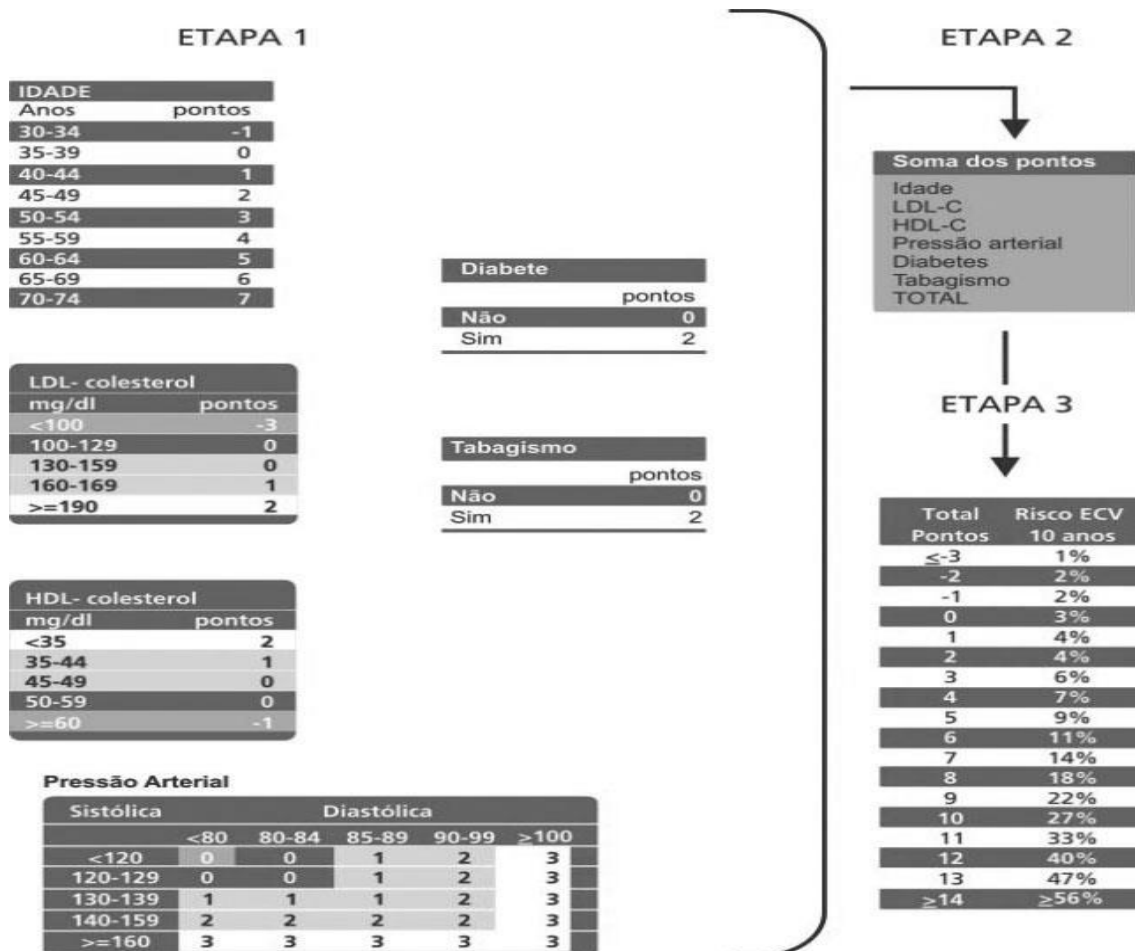 ETAPA 1
IDADE
Anos pontos
30-34 -1
35-39 0
40-44 1
45-49 2
50-54 3
55-59 4
60-64 5
65-69 6
70-74 7
LDL- colesterol
mg/dl pontos
<100 -3
100-129 0
130-159 0
160-169 1
>=190 2
HDL- colesterol
mg/dl pontos
<35 2
35-44 1
45-49 0
50-59 0
>=60 -1
Diabete
pontos
Não 0
Sim 2
Tabagismo
pontos
Não 0
Sim 2
Pressão Arterial
Sistólica Diastólica
<80 80-84 85-89 90-99 ≥100
<120 0 0 1 2 3
120-129 0 0 1 2 3
130-139 1 1 1 2 3
140-159 2 2 2 2 3
>=160 3 3 3 3 3
ETAPA 2
Soma dos pontos
Idade
LDL-C
HDL-C
Pressão arterial
Diabetes
Tabagismo
TOTAL
ETAPA 3
Total Risco ECV
Pontos 10 anos
≤-3 1%
-2 2%
-1 2%
0 3%
1 4%
2 4%
3 6%
4 7%
5 9%
6 11%
7 14%
8 18%
9 22%
10 27%
11 33%
12 40%
13 47%
≥14 ≥56%